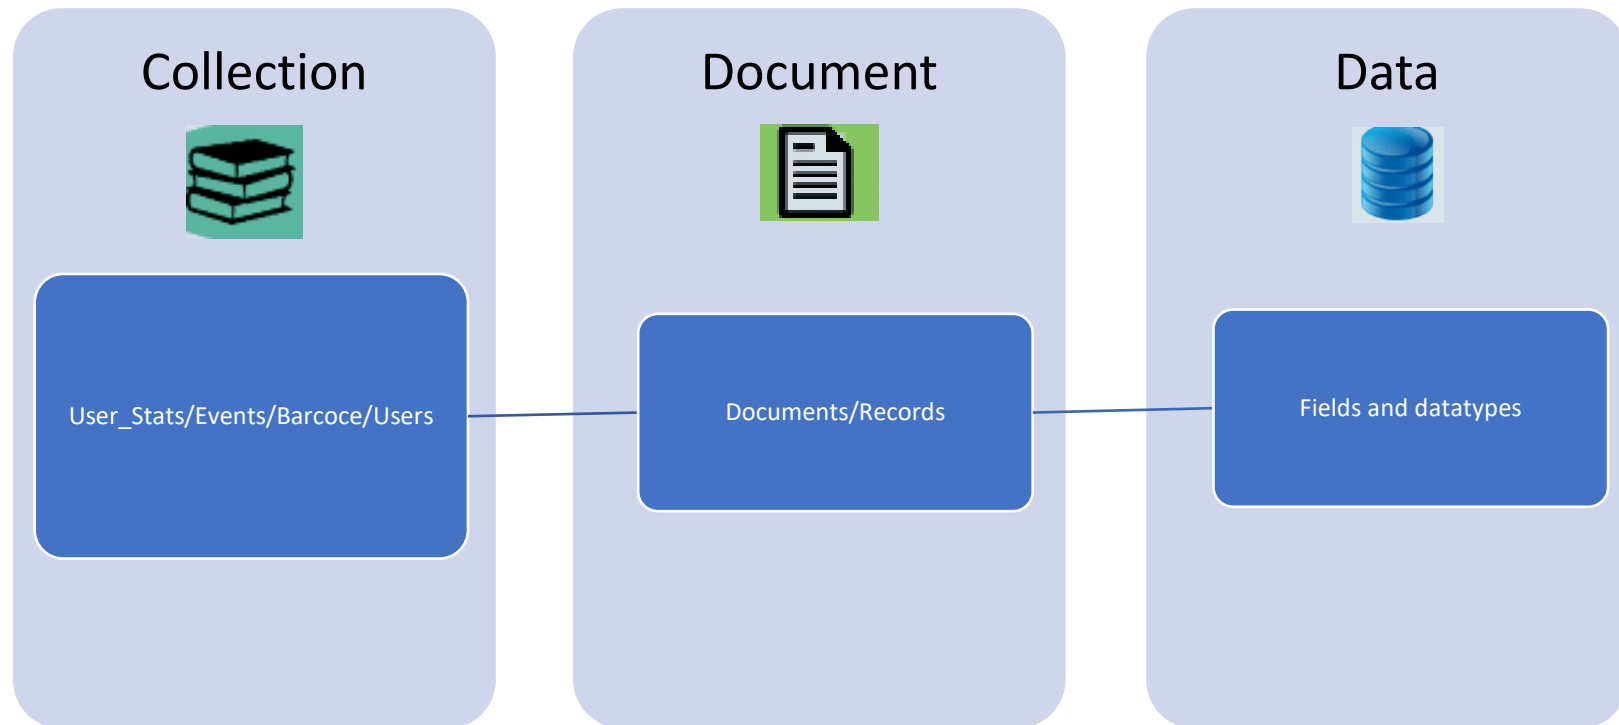 Collection
Document
Data
User_Stats/Events/Barcoce/Users
Documents/Records
Fields and datatypes